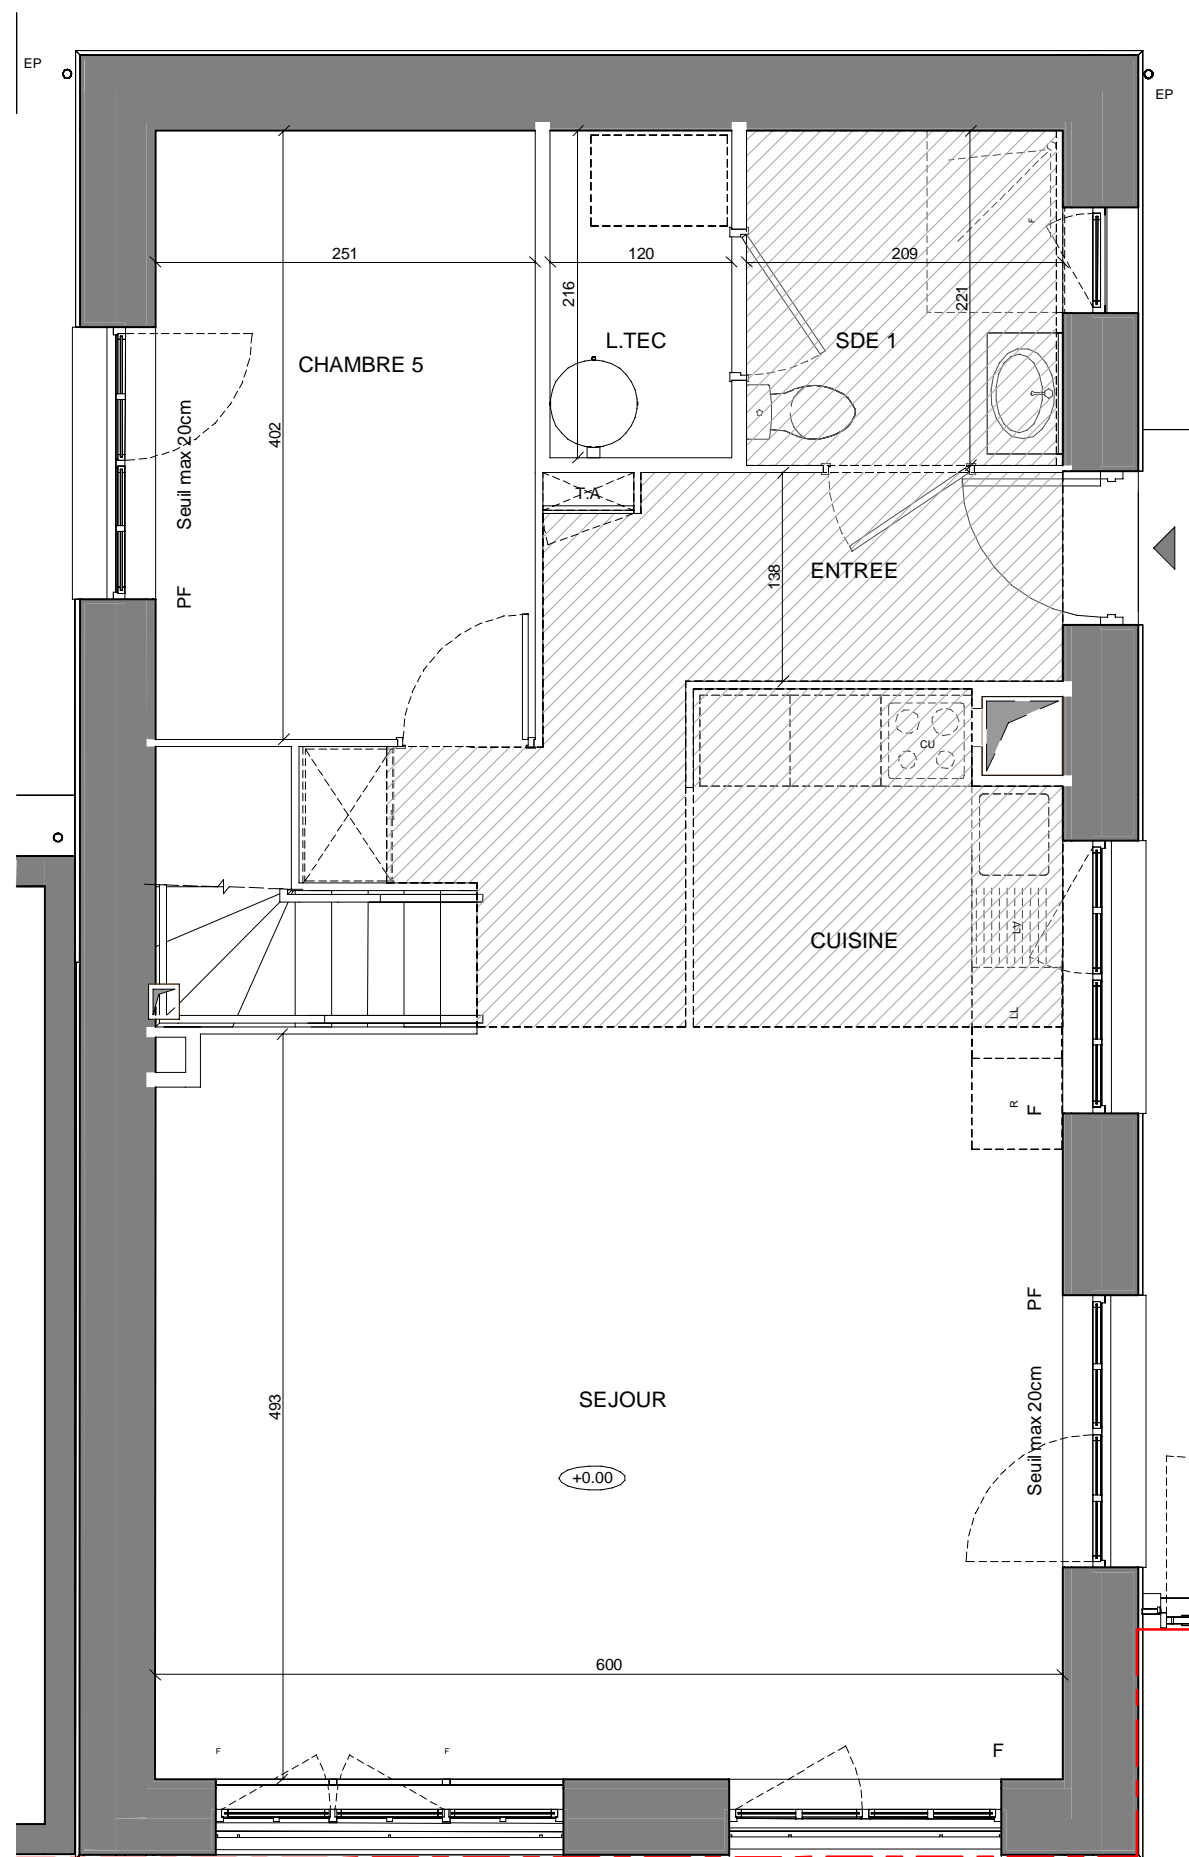 EP
EP
251
120
209
216
221
F
L.TEC
SDE 1
CHAMBRE 5
402
Seuil max 20cm
PF
T.A
ENTREE
138
CU
CUISINE
LV
LL
R
F
PF
Seuil max 20cm
493
SEJOUR
+0.00
600
F
F
F